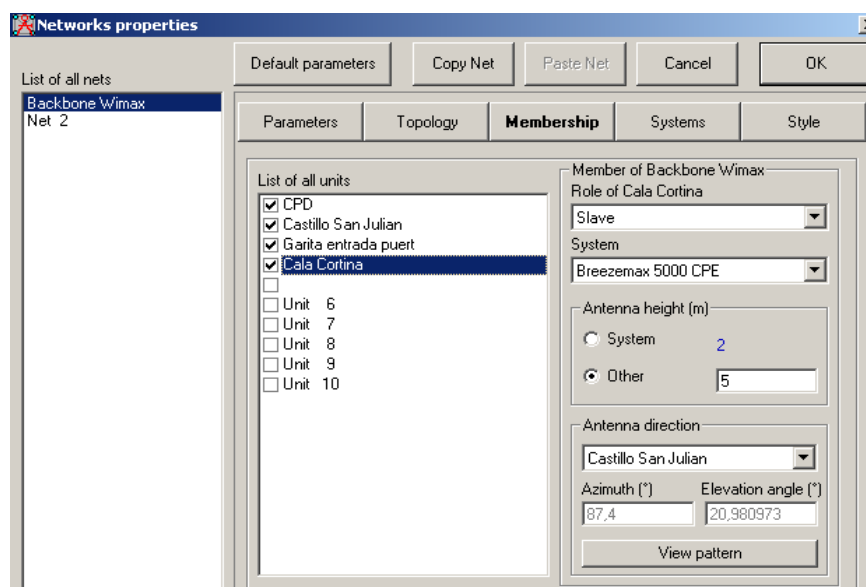 Networks properties
Default parameters
Copy Net
Paste Net
Cancel
OK
List of all nets
Backbone Wimax
Net 2
Parameters
Topology
Membership
Systems
Style
List of all units
CPD
Castillo San Julian
Garita entrada puert
Cala Cortina
Unit 6
Unit 7
Unit 8
Unit 9
Unit 10
Member of Backbone Wimax
Role of Cala Cortina
Slave
System
Breezemax 5000 CPE
Antenna height (m)
System 2
Other 5
Antenna direction
Castillo San Julian
Azimuth (°) Elevation angle (°)
87,4 20,980973
View pattern